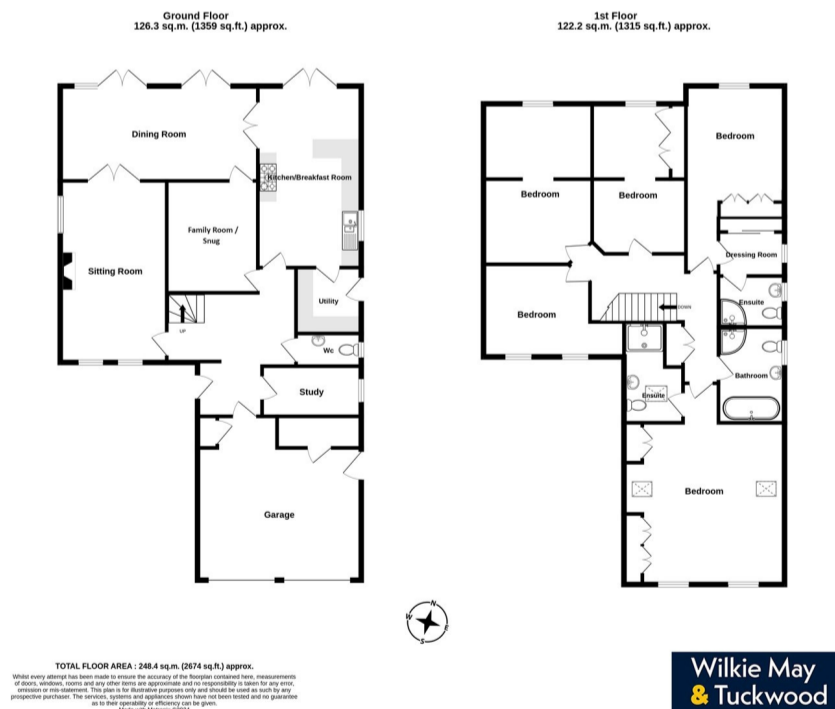 Ground Floor
126.3 sq.m. (1359 sq.ft.) approx.
1st Floor
122.2 sq.m. (1315 sq.ft.) approx.
Dining Room
Kitchen/Breakfast Room
Family Room /
Snug
Sitting Room
Utility
UP
Wc
Study
Garage
Bedroom
Bedroom
Bedroom
Dressing Room
Bedroom
DOWN
Ensuite
Bathroom
Ensuite
Bedroom
N
W
E
S
TOTAL FLOOR AREA : 248.4 sq.m. (2674 sq.ft.) approx.
Whilst every attempt has been made to ensure the accuracy of the floorplan contained here, measurements
of doors, windows, rooms and any other items are approximate and no responsibility is taken for any error,
omission or mis-statement. This plan is for illustrative purposes only and should be used as such by any
prospective purchaser. The services, systems and appliances shown have not been tested and no guarantee
as to their operability or efficiency can be given.
Wilkie May
& Tuckwood